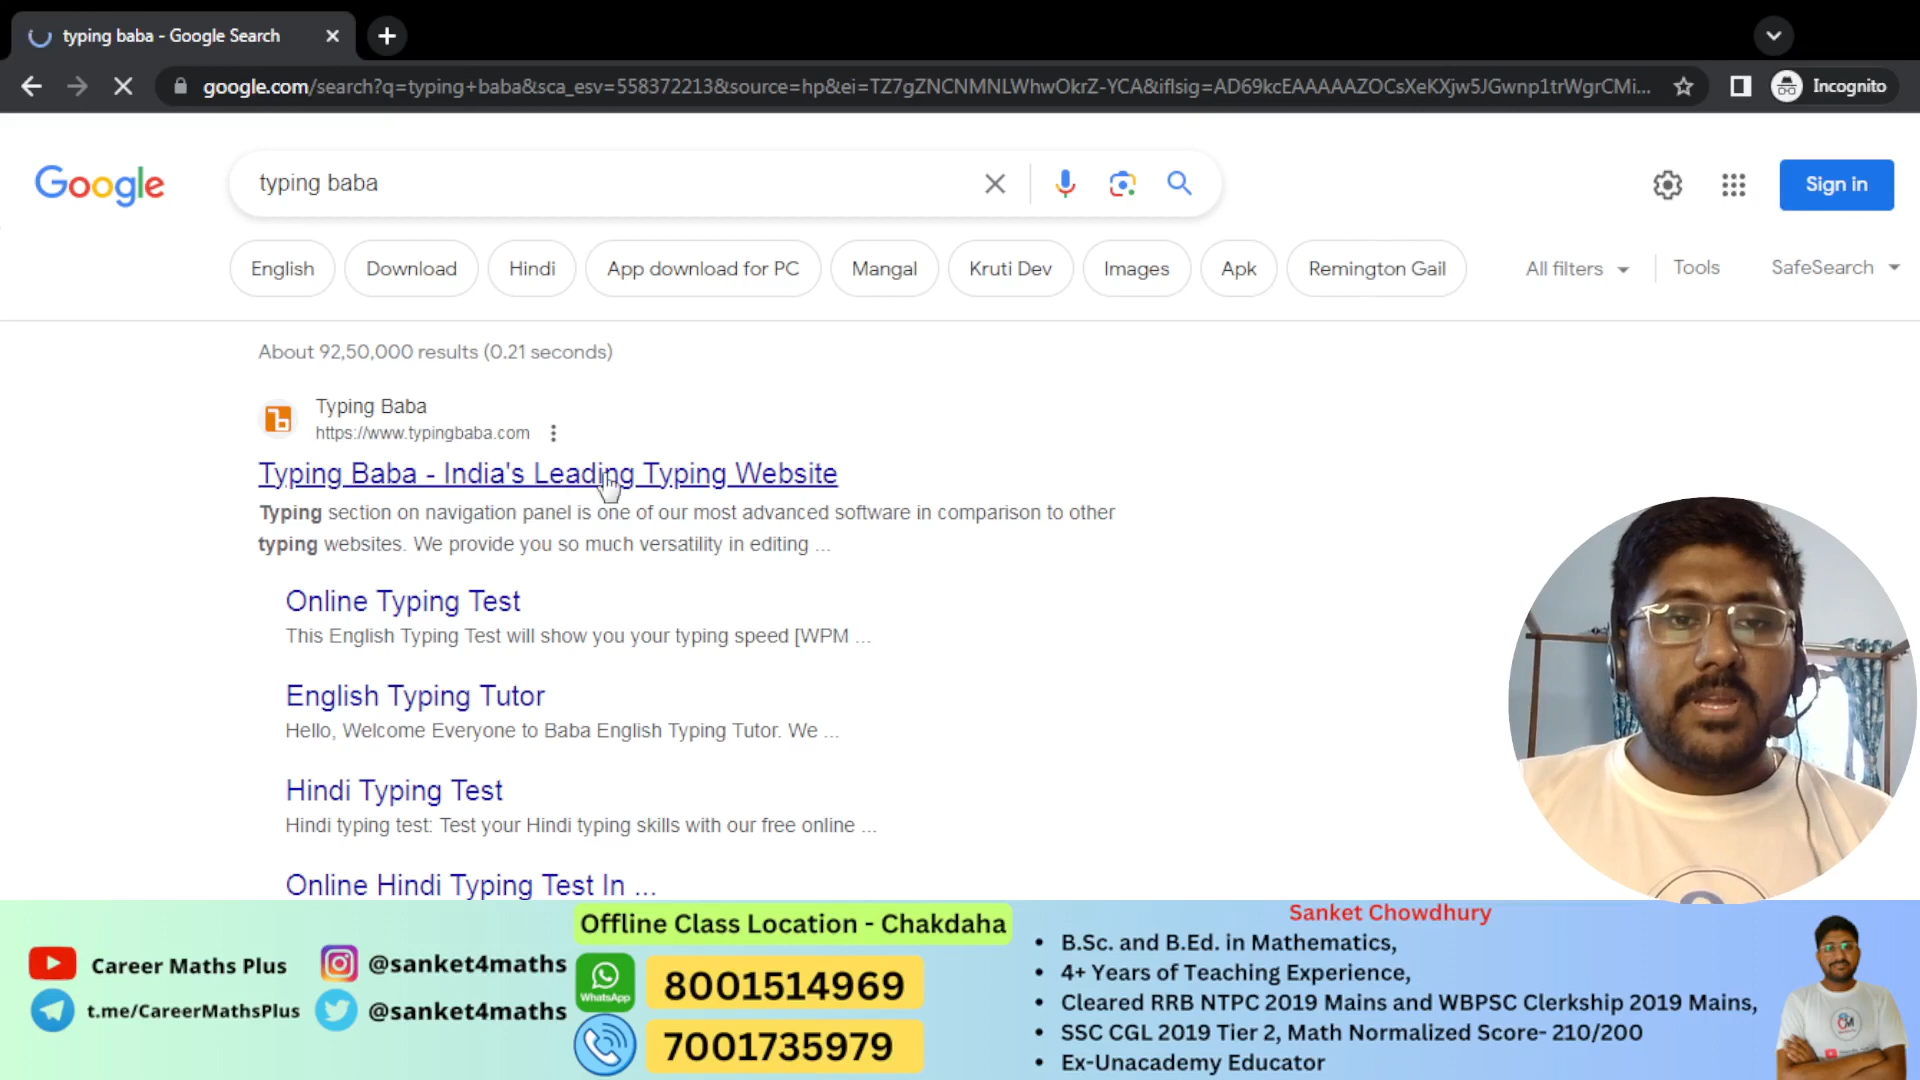 typing baba - Google Search
google.com/search?q=typing+baba&sca_esv=558372213&source=hp&ei=TZ7gZNCNMNLWhwOkrZ-YCA&iflsig=AD69kcEAAAAAZOCsXeKXjw5JGwnp1trWgrCMi...
Incognito
Google
typing baba
Sign in
English
Download
Hindi
App download for PC
Mangal
Kruti Dev
Images
Apk
Remington Gail
All filters
Tools
SafeSearch
About 92,50,000 results (0.21 seconds)
Typing Baba
https://www.typingbaba.com
Typing Baba - India's Leading Typing Website
Typing section on navigation panel is one of our most advanced software in comparison to other
typing websites. We provide you so much versatility in editing ...
Online Typing Test
This English Typing Test will show you your typing speed [WPM ...
English Typing Tutor
Hello, Welcome Everyone to Baba English Typing Tutor. We ...
Hindi Typing Test
Hindi typing test: Test your Hindi typing skills with our free online ...
Online Hindi Typing Test In ...
Career Maths Plus
@sanket4maths
t.me/CareerMathsPlus
@sanket4maths
Offline Class Location - Chakdaha
WhatsApp
8001514969
7001735979
Sanket Chowdhury
• B.Sc. and B.Ed. in Mathematics,
• 4+ Years of Teaching Experience,
• Cleared RRB NTPC 2019 Mains and WBPSC Clerkship 2019 Mains,
• SSC CGL 2019 Tier 2, Math Normalized Score- 210/200
• Ex-Unacademy Educator